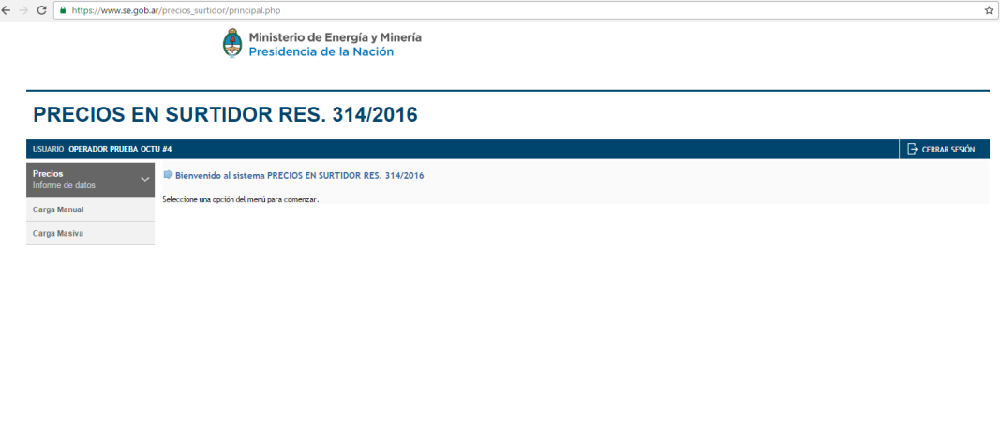 https://www.se.gob.ar/precios_surtidor/principal.php
Ministerio de Energía y Minería
Presidencia de la Nación
PRECIOS EN SURTIDOR RES. 314/2016
USUARIO OPERADOR PRUEBA OCTU #4
CERRAR SESIÓN
Precios
Informe de datos
Carga Manual
Carga Masiva
Bienvenido al sistema PRECIOS EN SURTIDOR RES. 314/2016
Seleccione una opción del menú para comenzar.